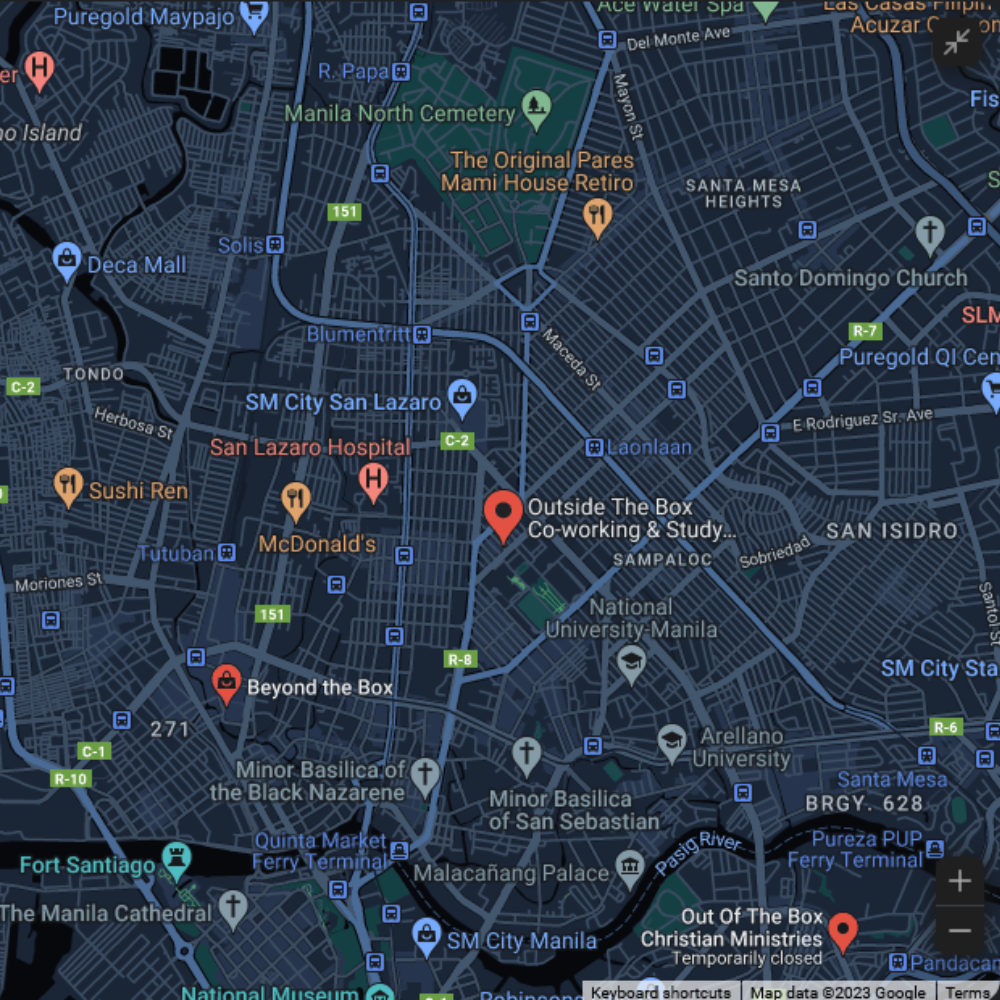 Puregold Maypajo
Ace Water Spa
Las Casas Filipin
Acuzar
Del Monte Ave
er
R. Papa
Mayon St
Fis
Manila North Cemetery
no Island
The Original Pares
Mami House Retiro
SANTA MESA
HEIGHTS
S
151
Solis
Deca Mall
Santo Domingo Church
SLM
R-7
Blumentritt
Maceda St
Puregold QI Cen
TONDO
C-2
SM City San Lazaro
Herbosa St
E Rodriguez Sr. Ave
C-2
San Lazaro Hospital
Laonlaan
Sushi Ren
Outside The Box
Co-working & Study...
McDonald's
SAN ISIDRO
Tutuban
SAMPALOC
Sobriedad
Moriones St
Santol St
151
National
University-Manila
R-8
SM City Sta
Beyond the Box
271
R-6
C-1
Arellano
University
R-10
Minor Basilica of
the Black Nazarene
Santa Mesa
Minor Basilica
of San Sebastian
BRGY. 628
Quinta Market
Ferry Terminal
Pasig River
Pureza PUP
Ferry Terminal
Fort Santiago
Malacañang Palace
The Manila Cathedral
Out Of The Box
Christian Ministries
Temporarily closed
SM City Manila
Pandacan
National Museum
Robinsons
Keyboard shortcuts
Map data ©2023 Google
Terms